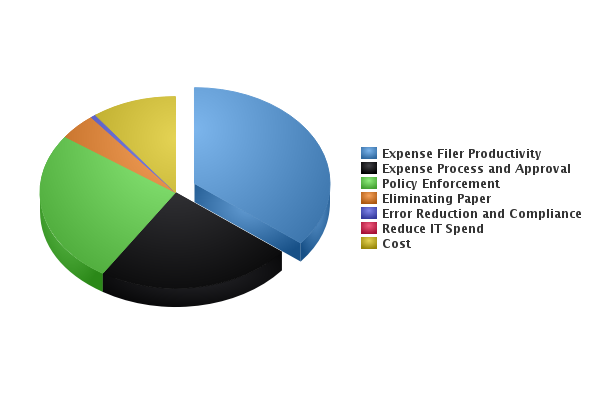 Expense Filer Productivity
Expense Process and Approval
Policy Enforcement
Eliminating Paper
Error Reduction and Compliance
Reduce IT Spend
Cost